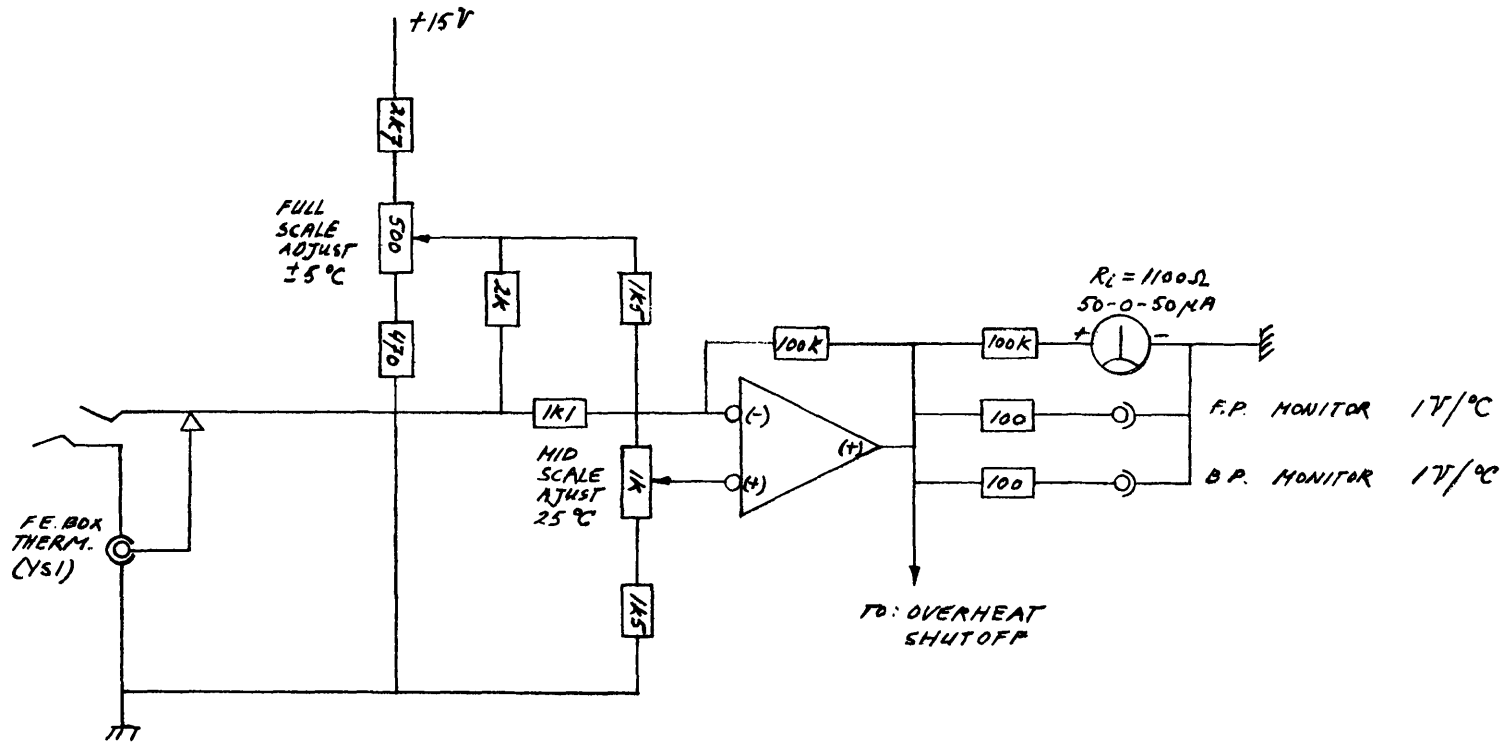 +15V
2K7
FULL
SCALE
ADJUST
±5°C
500
2K
1K5
470
Ri = 1100Ω
50-0-50μA
+
-
100K
100K
1K1
(-)
100
F.P. MONITOR 1V/°C
MID
SCALE
AJUST
25°C
1K
(+)
(+)
100
B.P. MONITOR 1V/°C
F.E. BOX
THERM.
(YSI)
1K5
TO: OVERHEAT
SHUTOFF